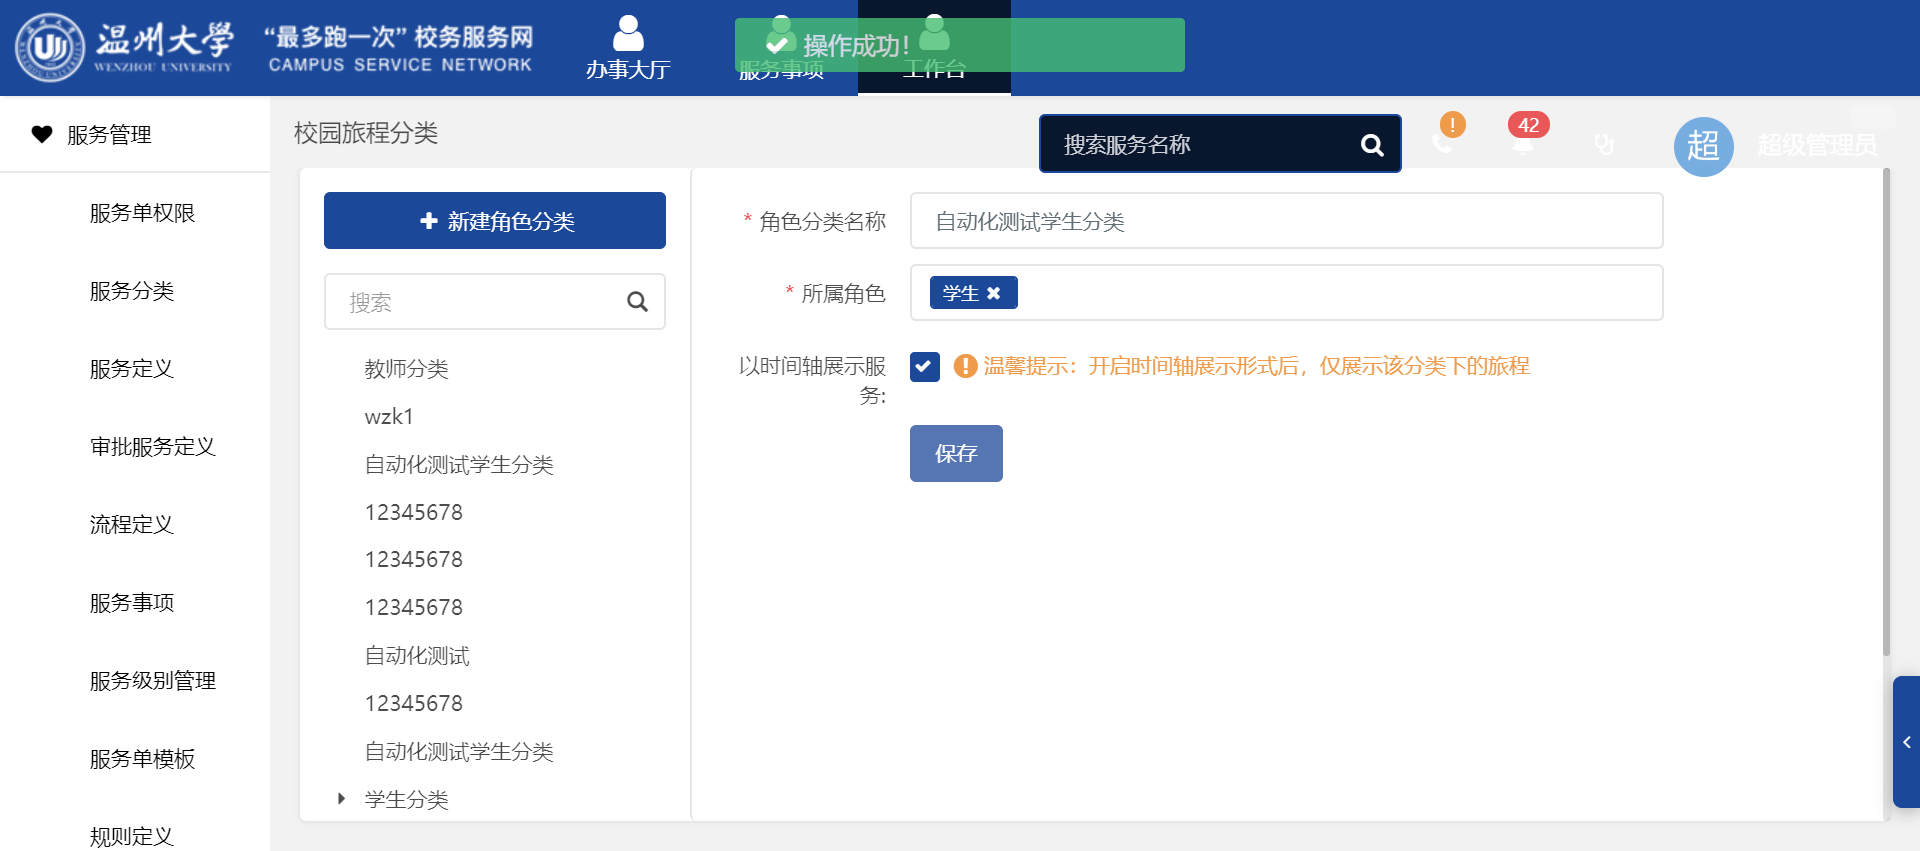 温州大学
WENZHOU UNIVERSITY
“最多跑一次”校务服务网
CAMPUS SERVICE NETWORK
办事大厅
服务事项
工作台
操作成功!
服务管理
校园旅程分类
搜索服务名称
!
42
超
超级管理员
服务单权限
服务分类
服务定义
审批服务定义
流程定义
服务事项
服务级别管理
服务单模板
规则定义
新建角色分类
搜索
教师分类
wzk1
自动化测试学生分类
12345678
12345678
12345678
自动化测试
12345678
自动化测试学生分类
学生分类
* 角色分类名称
自动化测试学生分类
* 所属角色
学生
以时间轴展示服
务:
温馨提示：开启时间轴展示形式后，仅展示该分类下的旅程
保存